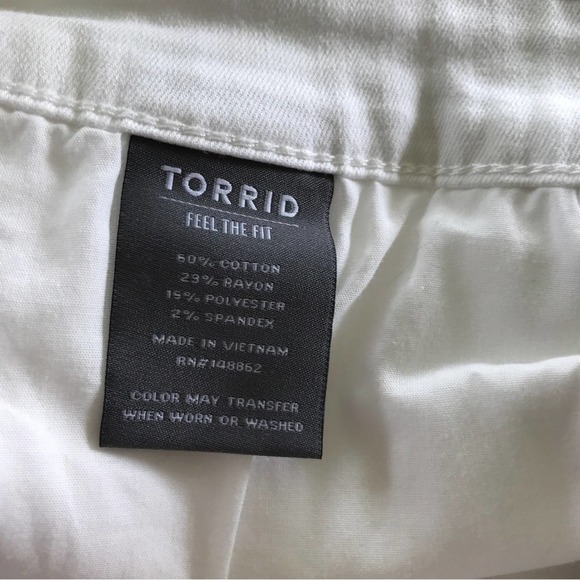 TORRID
FEEL THE FIT
60% COTTON
23% RAYON
15% POLYESTER
2% SPANDEX
MADE IN VIETNAM
RN#148862
COLOR MAY TRANSFER
WHEN WORN OR WASHED